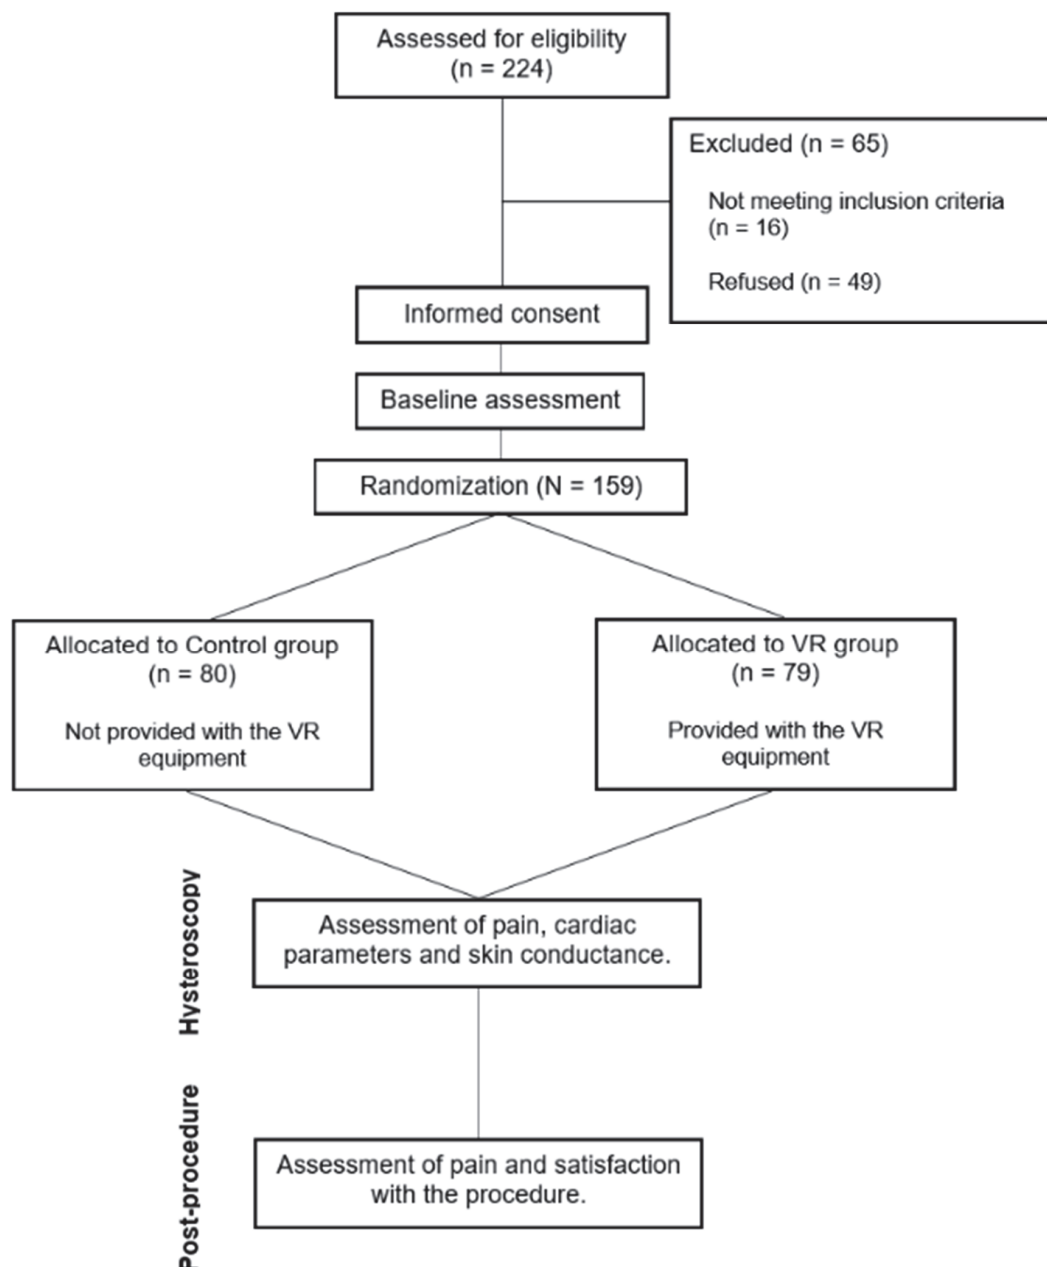 Assessed for eligibility
(n = 224)
Excluded (n = 65)
Not meeting inclusion criteria
(n = 16)
Refused (n = 49)
Informed consent
Baseline assessment
Randomization (N = 159)
Allocated to Control group
(n = 80)
Not provided with the VR
equipment
Allocated to VR group
(n = 79)
Provided with the VR
equipment
Hysteroscopy
Assessment of pain, cardiac
parameters and skin conductance.
Post-procedure
Assessment of pain and satisfaction
with the procedure.